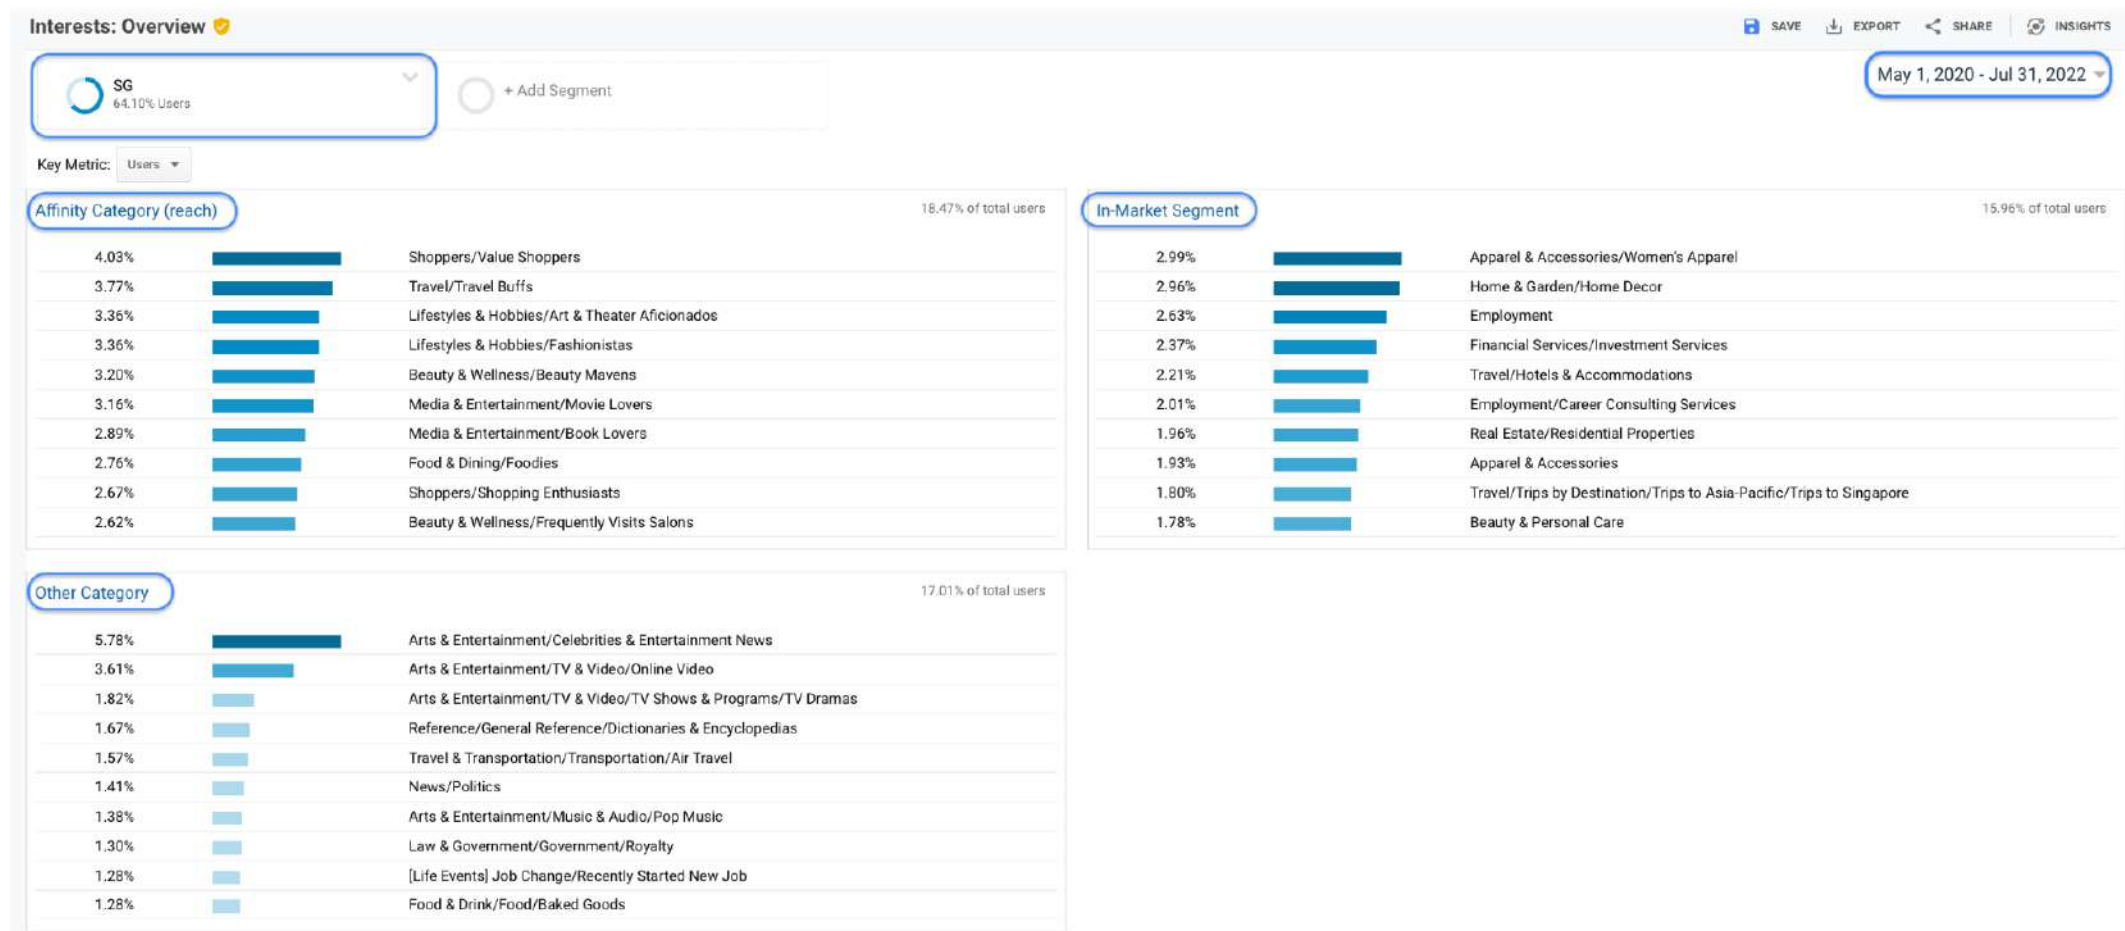 Interests: Overview
SAVE EXPORT SHARE INSIGHTS
SG
64.10% Users
+ Add Segment
May 1, 2020 - Jul 31, 2022
Key Metric: Users
Affinity Category (reach) 18.47% of total users
4.03% Shoppers/Value Shoppers
3.77% Travel/Travel Buffs
3.36% Lifestyles & Hobbies/Art & Theater Aficionados
3.36% Lifestyles & Hobbies/Fashionistas
3.20% Beauty & Wellness/Beauty Mavens
3.16% Media & Entertainment/Movie Lovers
2.89% Media & Entertainment/Book Lovers
2.76% Food & Dining/Foodies
2.67% Shoppers/Shopping Enthusiasts
2.62% Beauty & Wellness/Frequently Visits Salons
In-Market Segment 15.96% of total users
2.99% Apparel & Accessories/Women's Apparel
2.96% Home & Garden/Home Decor
2.63% Employment
2.37% Financial Services/Investment Services
2.21% Travel/Hotels & Accommodations
2.01% Employment/Career Consulting Services
1.96% Real Estate/Residential Properties
1.93% Apparel & Accessories
1.80% Travel/Trips by Destination/Trips to Asia-Pacific/Trips to Singapore
1.78% Beauty & Personal Care
Other Category 17.01% of total users
5.78% Arts & Entertainment/Celebrities & Entertainment News
3.61% Arts & Entertainment/TV & Video/Online Video
1.82% Arts & Entertainment/TV & Video/TV Shows & Programs/TV Dramas
1.67% Reference/General Reference/Dictionaries & Encyclopedias
1.57% Travel & Transportation/Transportation/Air Travel
1.41% News/Politics
1.38% Arts & Entertainment/Music & Audio/Pop Music
1.30% Law & Government/Government/Royalty
1.28% [Life Events] Job Change/Recently Started New Job
1.28% Food & Drink/Food/Baked Goods